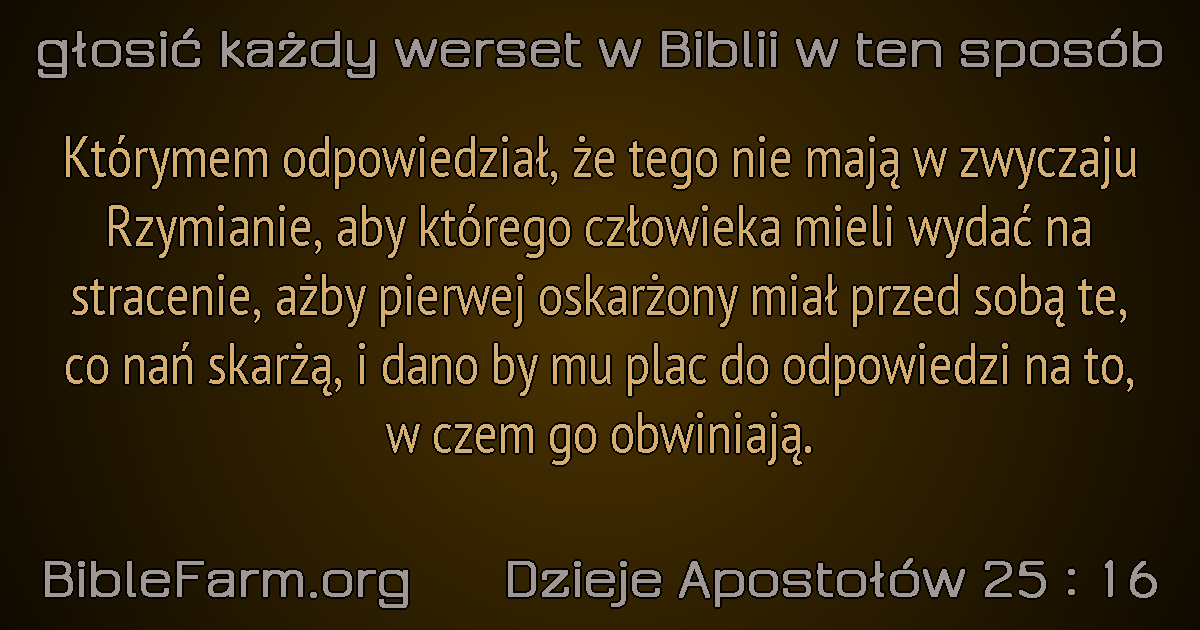 głosić każdy werset w Biblii w ten sposób
Którymem odpowiedział, że tego nie mają w zwyczaju
Rzymianie, aby którego człowieka mieli wydać na
stracenie, ażby pierwej oskarżony miał przed sobą te,
co nań skarżą, i dano by mu plac do odpowiedzi na to,
w czem go obwiniają.
BibleFarm.org Dzieje Apostołów 25 : 16